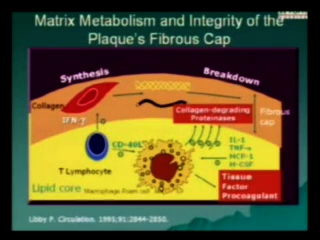 Matrix Metabolism and Integrity of the
Plaque's Fibrous Cap
Synthesis
Breakdown
Collagen
Collagen-degrading
Proteinases
Fibrous
cap
IFN-γ
CD-40L
IL-1
TNF-α
MCP-1
M-CSF
T Lymphocyte
Lipid core
Macrophage Foam cell
Tissue
Factor
Procoagulant
Libby P. Circulation. 1995;91:2844-2850.